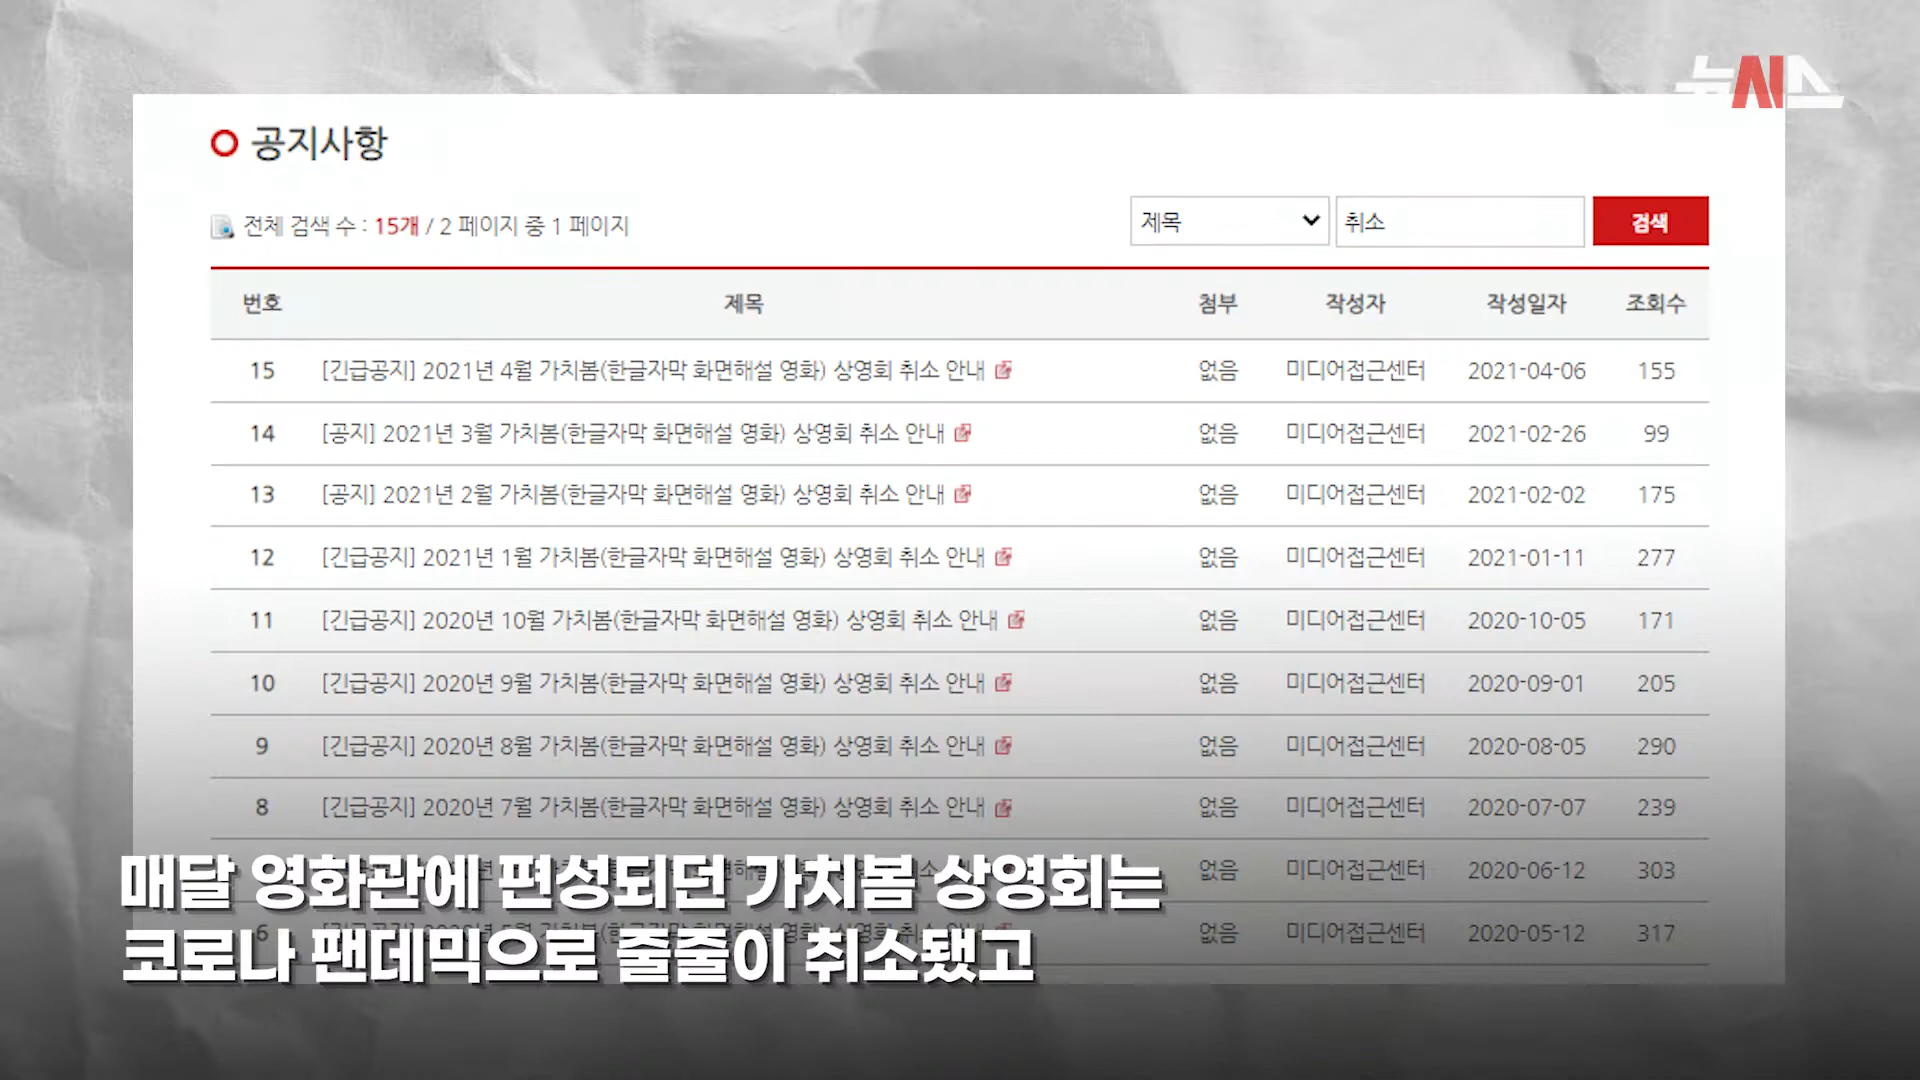 뉴시스
공지사항
전체 검색 수 : 15개 / 2 페이지 중 1 페이지
제목 취소 검색
번호 제목 첨부 작성자 작성일자 조회수
15 [긴급공지] 2021년 4월 가치봄(한글자막 화면해설 영화) 상영회 취소 안내 없음 미디어접근센터 2021-04-06 155
14 [공지] 2021년 3월 가치봄(한글자막 화면해설 영화) 상영회 취소 안내 없음 미디어접근센터 2021-02-26 99
13 [공지] 2021년 2월 가치봄(한글자막 화면해설 영화) 상영회 취소 안내 없음 미디어접근센터 2021-02-02 175
12 [긴급공지] 2021년 1월 가치봄(한글자막 화면해설 영화) 상영회 취소 안내 없음 미디어접근센터 2021-01-11 277
11 [긴급공지] 2020년 10월 가치봄(한글자막 화면해설 영화) 상영회 취소 안내 없음 미디어접근센터 2020-10-05 171
10 [긴급공지] 2020년 9월 가치봄(한글자막 화면해설 영화) 상영회 취소 안내 없음 미디어접근센터 2020-09-01 205
9 [긴급공지] 2020년 8월 가치봄(한글자막 화면해설 영화) 상영회 취소 안내 없음 미디어접근센터 2020-08-05 290
8 [긴급공지] 2020년 7월 가치봄(한글자막 화면해설 영화) 상영회 취소 안내 없음 미디어접근센터 2020-07-07 239
없음 미디어접근센터 2020-06-12 303
6 없음 미디어접근센터 2020-05-12 317
매달 영화관에 편성되던 가치봄 상영회는
코로나 팬데믹으로 줄줄이 취소됐고